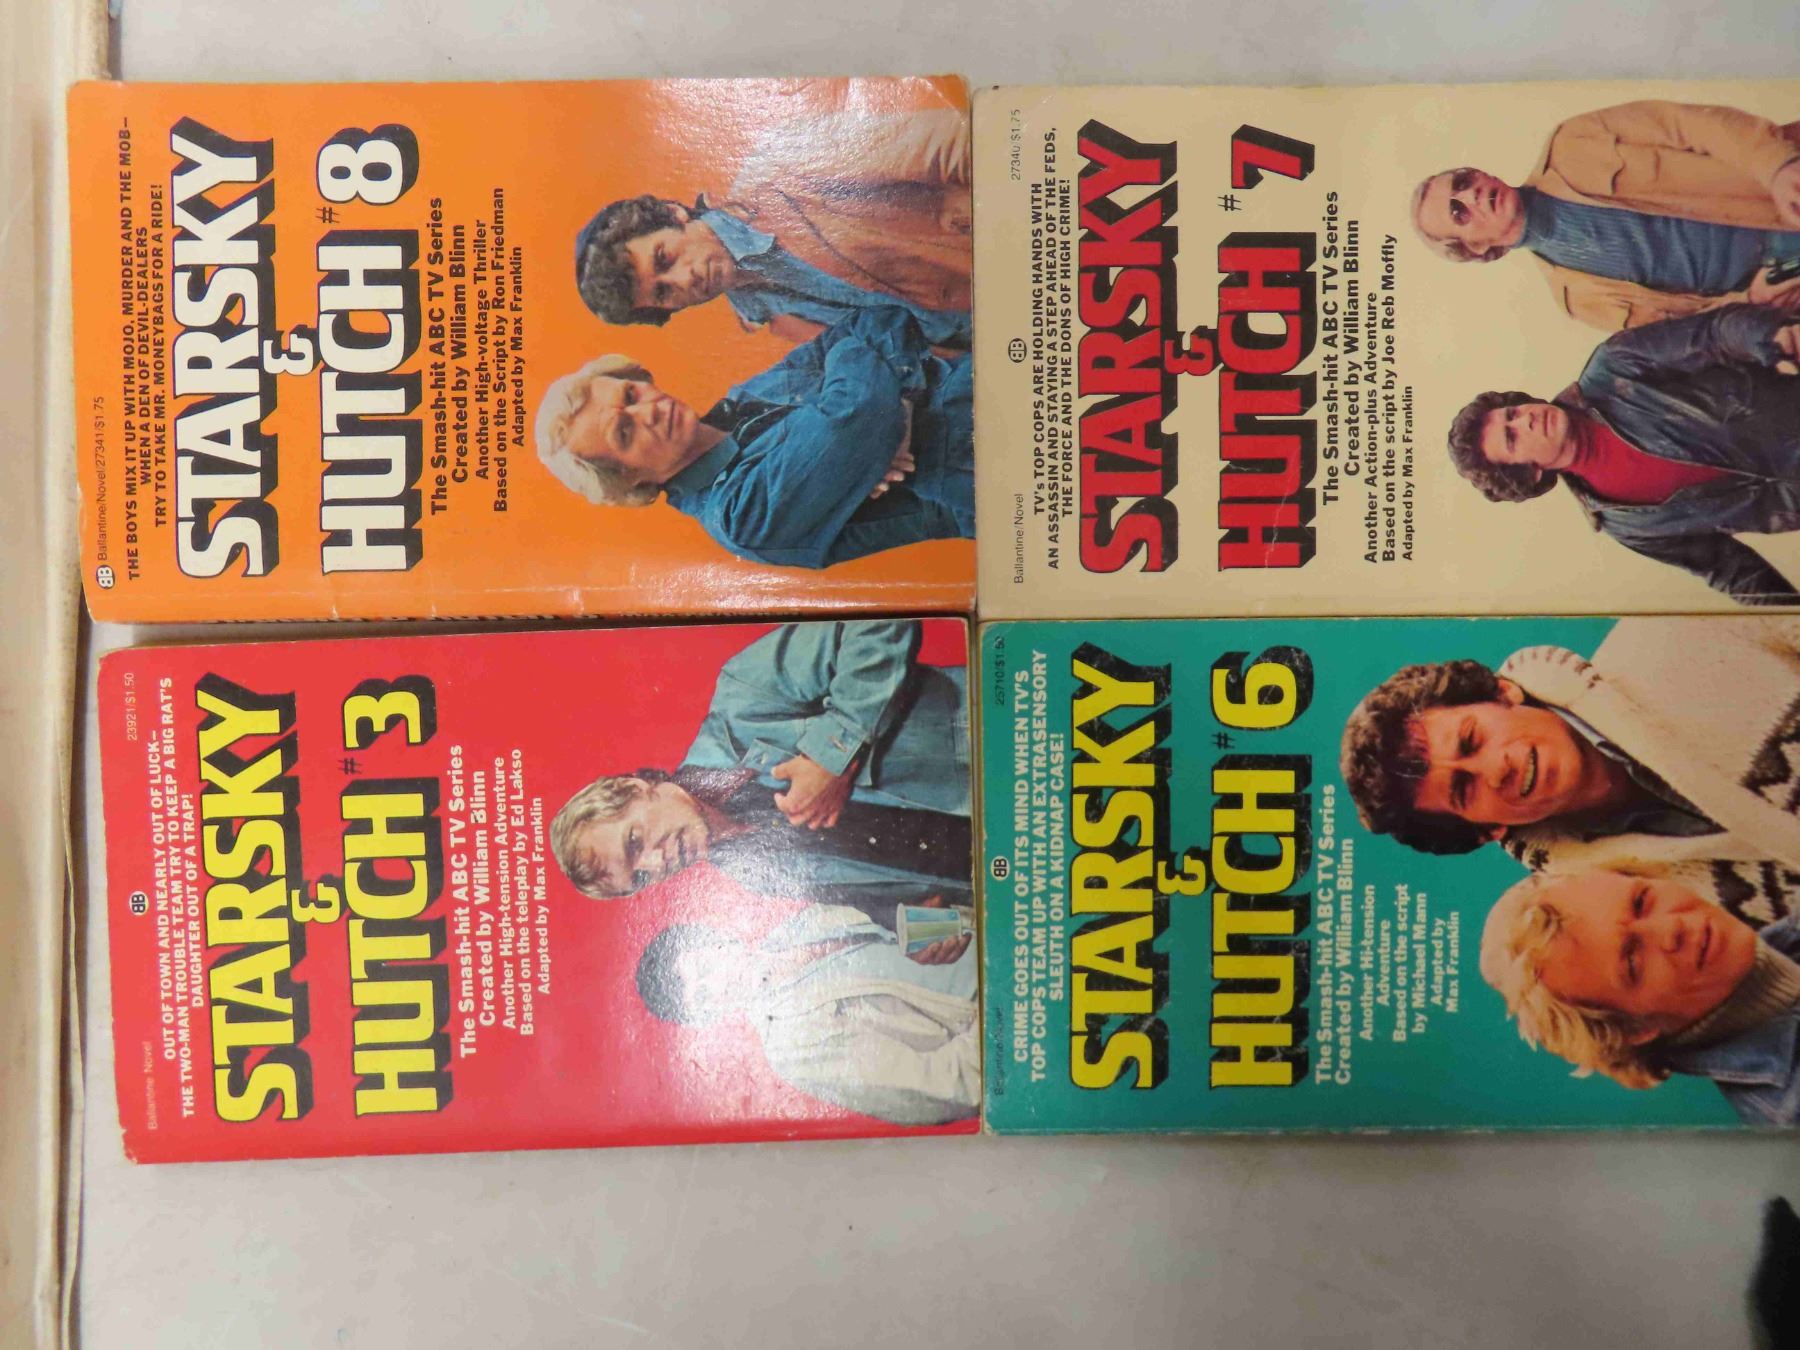 BB Ballantine/Novel/27341/$1.75
THE BOYS MIX IT UP WITH MOJO, MURDER AND THE MOB–
WHEN A DEN OF DEVIL-DEALERS
TRY TO TAKE MR. MONEYBAGS FOR A RIDE!
STARSKY
&
HUTCH #8
The Smash-hit ABC TV Series
Created by William Blinn
Another High-voltage Thriller
Based on the Script by Ron Friedman
Adapted by Max Franklin
Ballantine Novel
BB
23921/$1.50
OUT OF TOWN AND NEARLY OUT OF LUCK–
THE TWO-MAN TROUBLE TEAM TRY TO KEEP A BIG RAT'S
DAUGHTER OUT OF A TRAP!
STARSKY
&
HUTCH #3
The Smash-hit ABC TV Series
Created by William Blinn
Another High-tension Adventure
Based on the teleplay by Ed Lakso
Adapted by Max Franklin
Ballantine/Novel
BB
27340/$1.75
TV's TOP COPS ARE HOLDING HANDS WITH
AN ASSASSIN AND STAYING A STEP AHEAD OF THE FEDS,
THE FORCE AND THE DONS OF HIGH CRIME!
STARSKY
&
HUTCH #7
The Smash-hit ABC TV Series
Created by William Blinn
Another Action-plus Adventure
Based on the script by Joe Reb Moffly
Adapted by Max Franklin
Ballantine/Novel
BB
25710/$1.50
CRIME GOES OUT OF ITS MIND WHEN TV'S
TOP COPS TEAM UP WITH AN EXTRASENSORY
SLEUTH ON A KIDNAP CASE!
STARSKY
&
HUTCH #6
The Smash-hit ABC TV Series
Created by William Blinn
Another Hi-tension
Adventure
Based on the script
by Michael Mann
Adapted by
Max Franklin